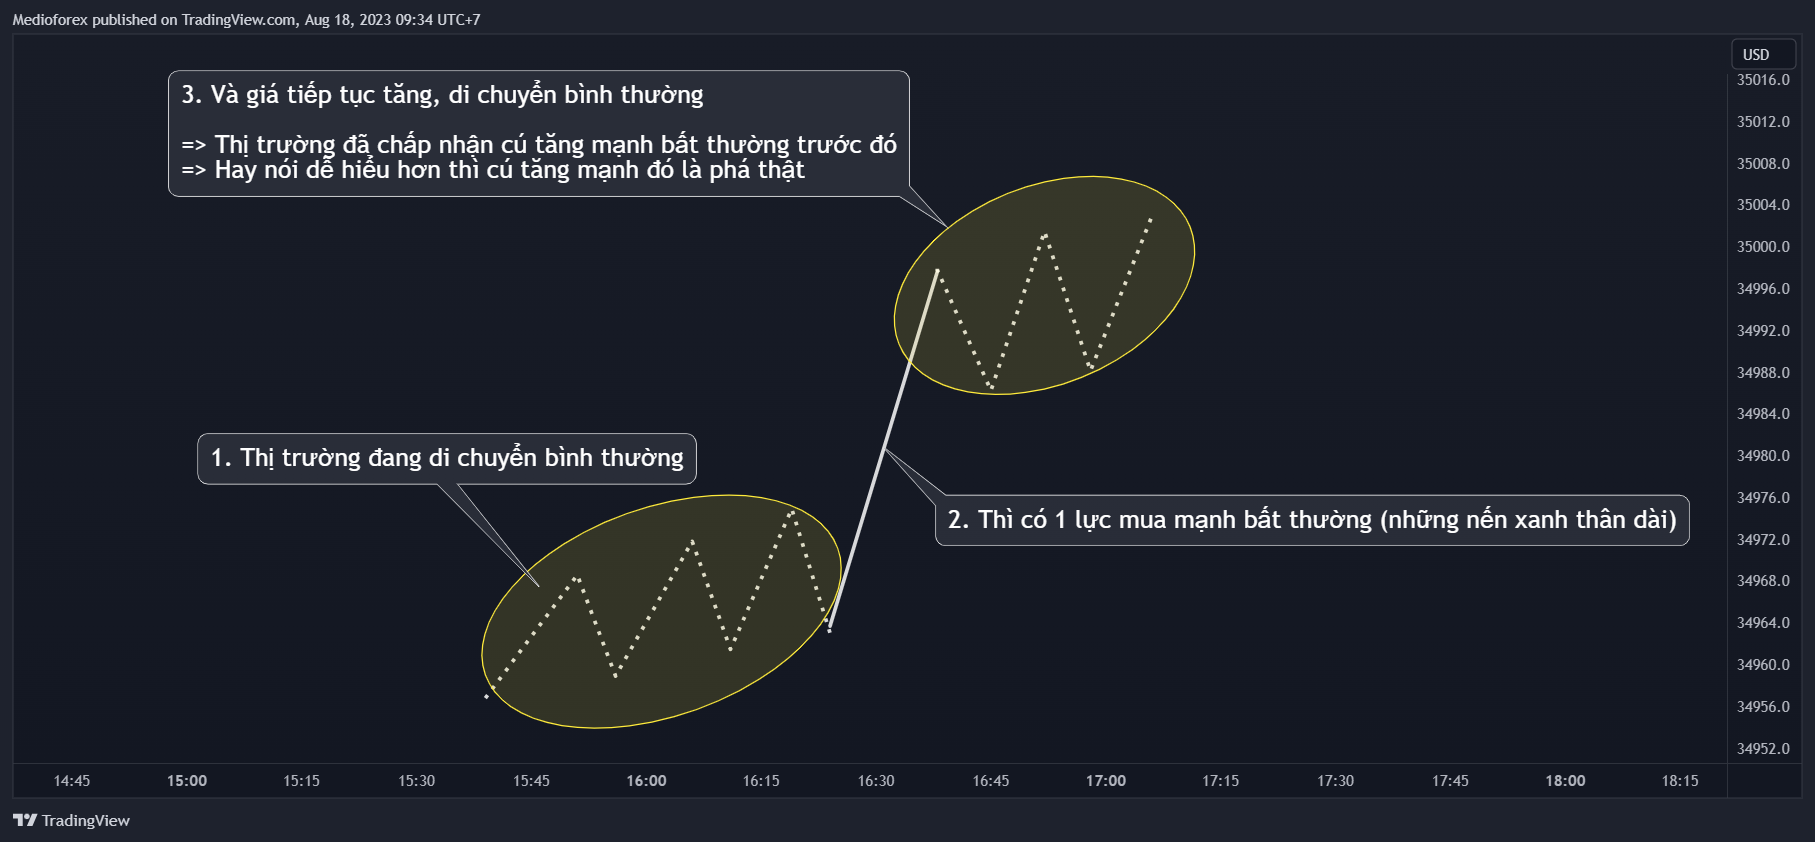 Medioforex published on TradingView.com, Aug 18, 2023 09:34 UTC+7
USD
3. Và giá tiếp tục tăng, di chuyển bình thường
=> Thị trường đã chấp nhận cú tăng mạnh bất thường trước đó
=> Hay nói dễ hiểu hơn thì cú tăng mạnh đó là phá thật
1. Thị trường đang di chuyển bình thường
2. Thì có 1 lực mua mạnh bất thường (những nến xanh thân dài)
35016.0
35012.0
35008.0
35004.0
35000.0
34996.0
34992.0
34988.0
34984.0
34980.0
34976.0
34972.0
34968.0
34964.0
34960.0
34956.0
34952.0
14:45 15:00 15:15 15:30 15:45 16:00 16:15 16:30 16:45 17:00 17:15 17:30 17:45 18:00 18:15
TradingView